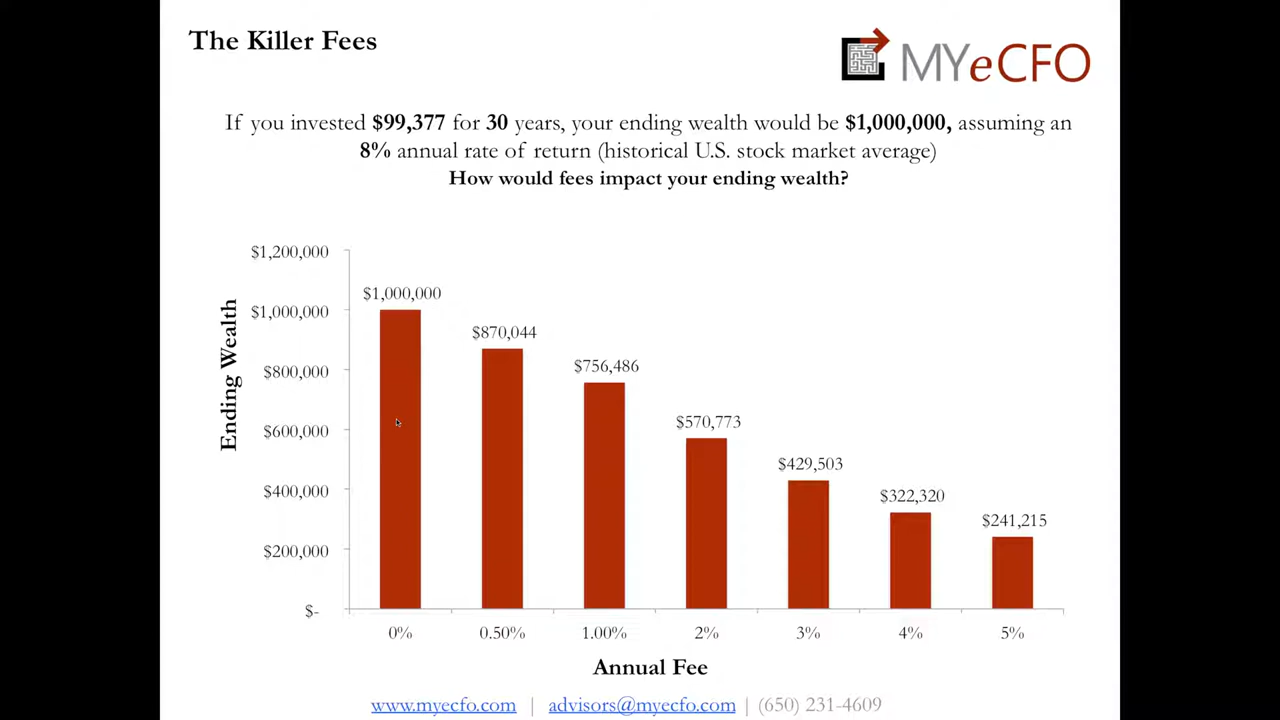 The Killer Fees
MYeCFO
If you invested $99,377 for 30 years, your ending wealth would be $1,000,000, assuming an
8% annual rate of return (historical U.S. stock market average)
How would fees impact your ending wealth?
Ending Wealth
$1,200,000
$1,000,000
$800,000
$600,000
$400,000
$200,000
$-
$1,000,000
$870,044
$756,486
$570,773
$429,503
$322,320
$241,215
0% 0.50% 1.00% 2% 3% 4% 5%
Annual Fee
www.myecfo.com | advisors@myecfo.com | (650) 231-4609